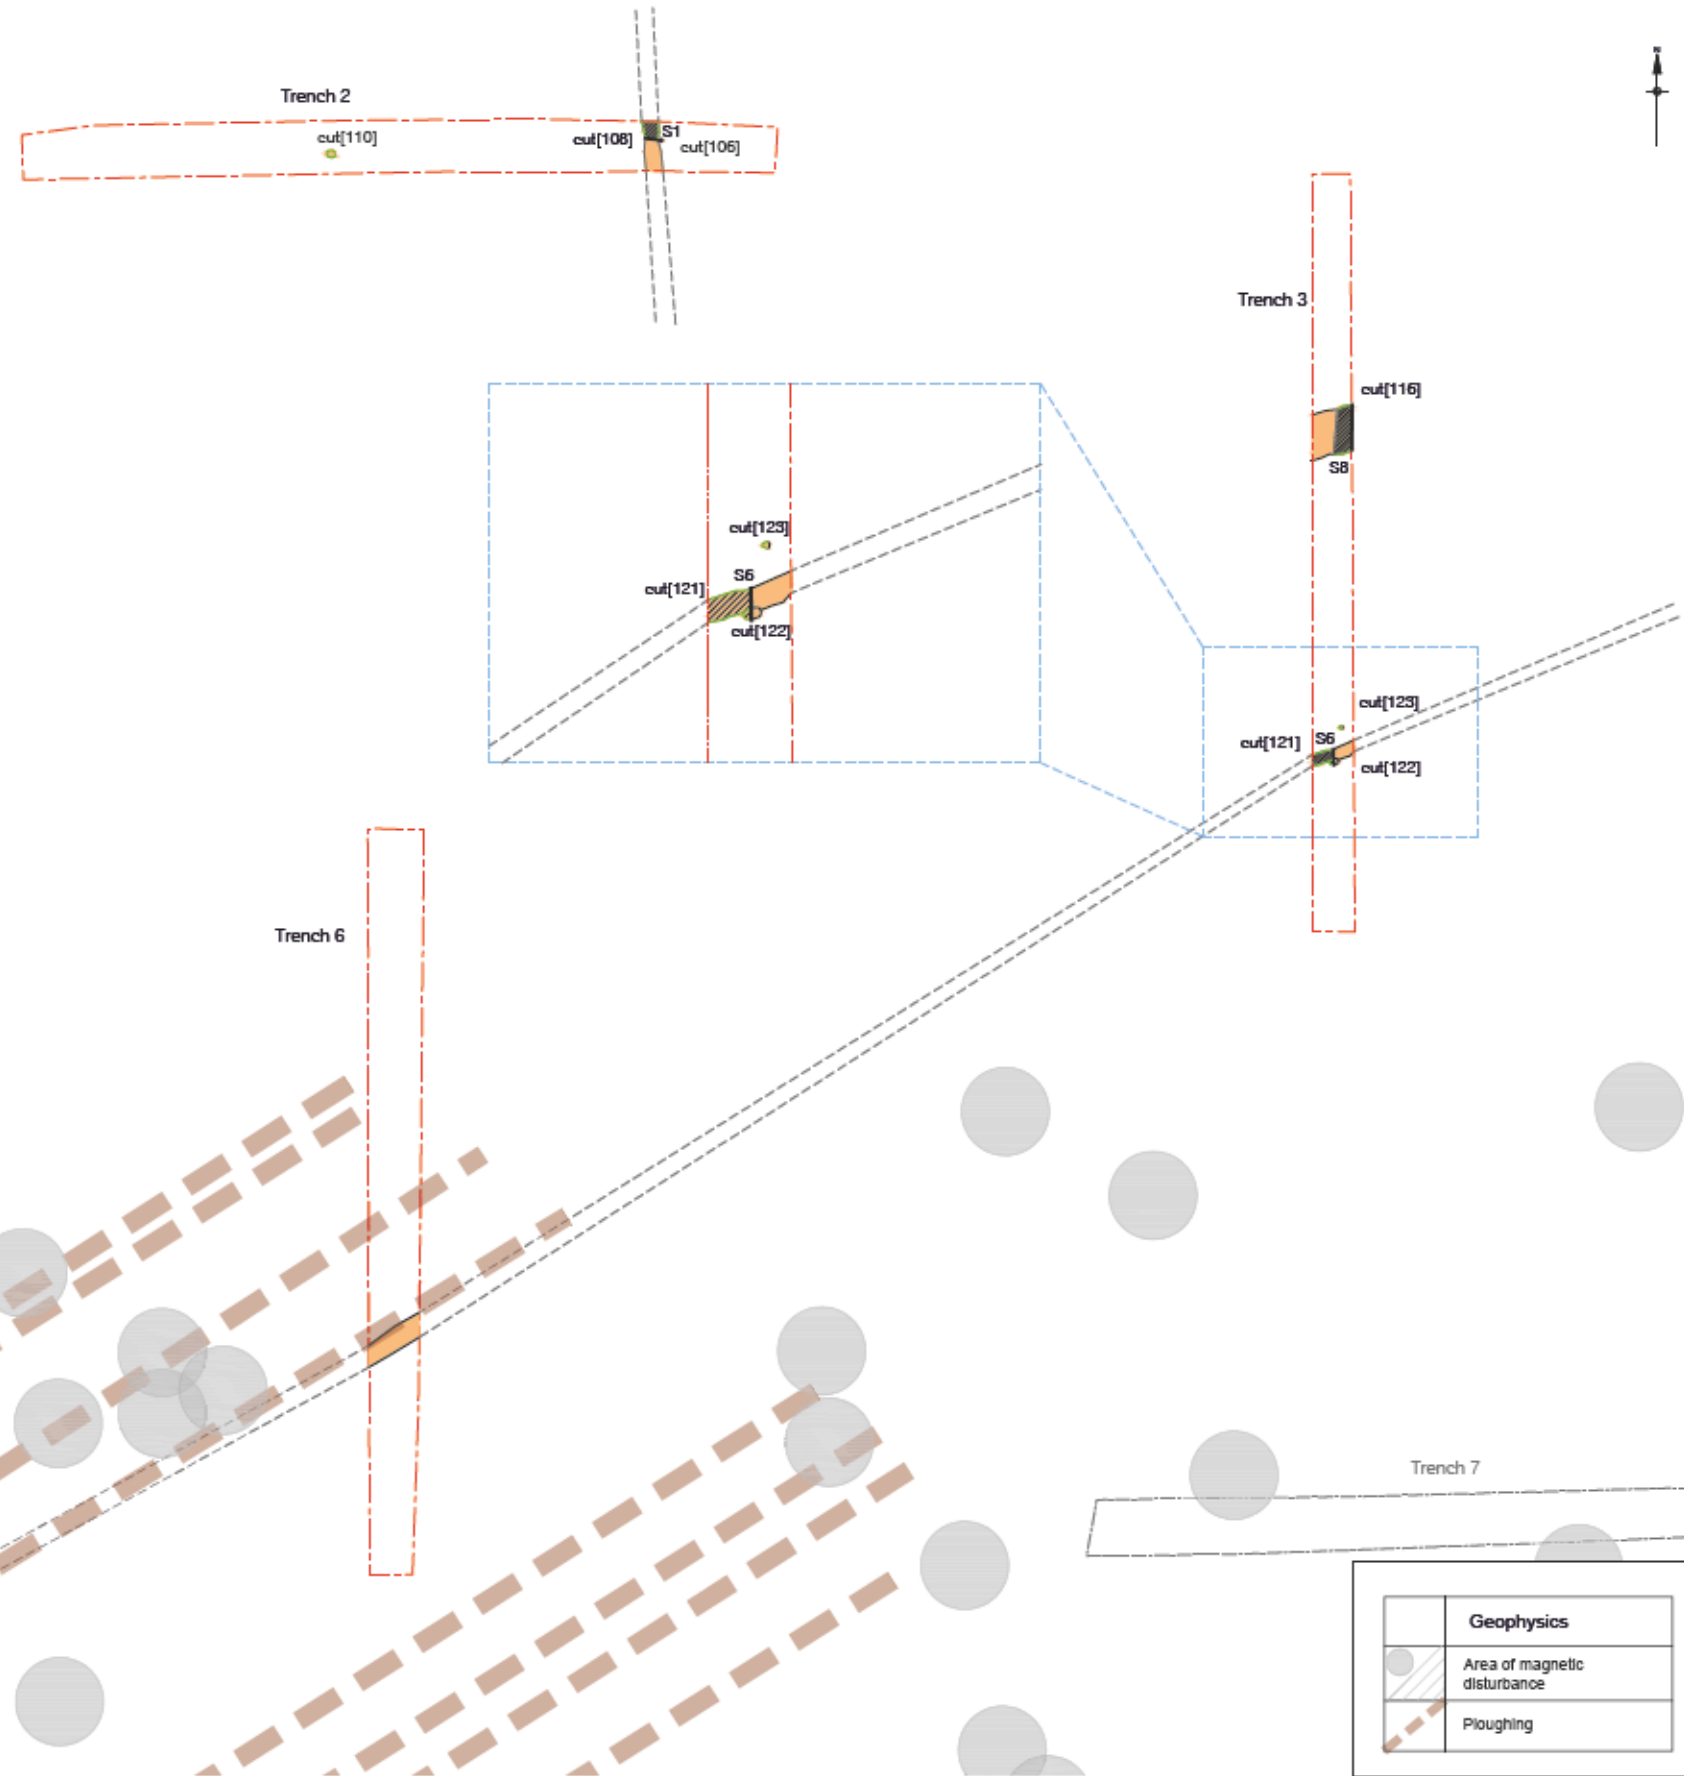 N
Trench 2
cut[110]
cut[108]
S1
cut[106]
Trench 3
cut[116]
S8
cut[123]
S6
cut[121]
cut[122]
cut[123]
cut[121]
S6
cut[122]
Trench 6
Trench 7
Geophysics
Area of magnetic
disturbance
Ploughing